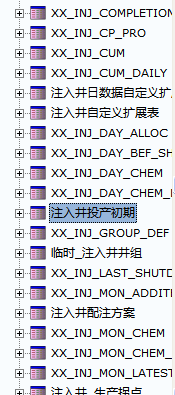 XX_INJ_COMPLETION
XX_INJ_CP_PRO
XX_INJ_CUM
XX_INJ_CUM_DAILY
注入井日数据自定义扩
注入井自定义扩展表
XX_INJ_DAY_ALLOC
XX_INJ_DAY_BEF_SH
XX_INJ_DAY_CHEM
XX_INJ_DAY_CHEM_
注入井投产初期
XX_INJ_GROUP_DEF
临时_注入井井组
XX_INJ_LAST_SHUTD
XX_INJ_MON_ADDITI
注入井配注方案
XX_INJ_MON_CHEM
XX_INJ_MON_CHEM_
XX_INJ_MON_LATEST
注入井_生产拐点